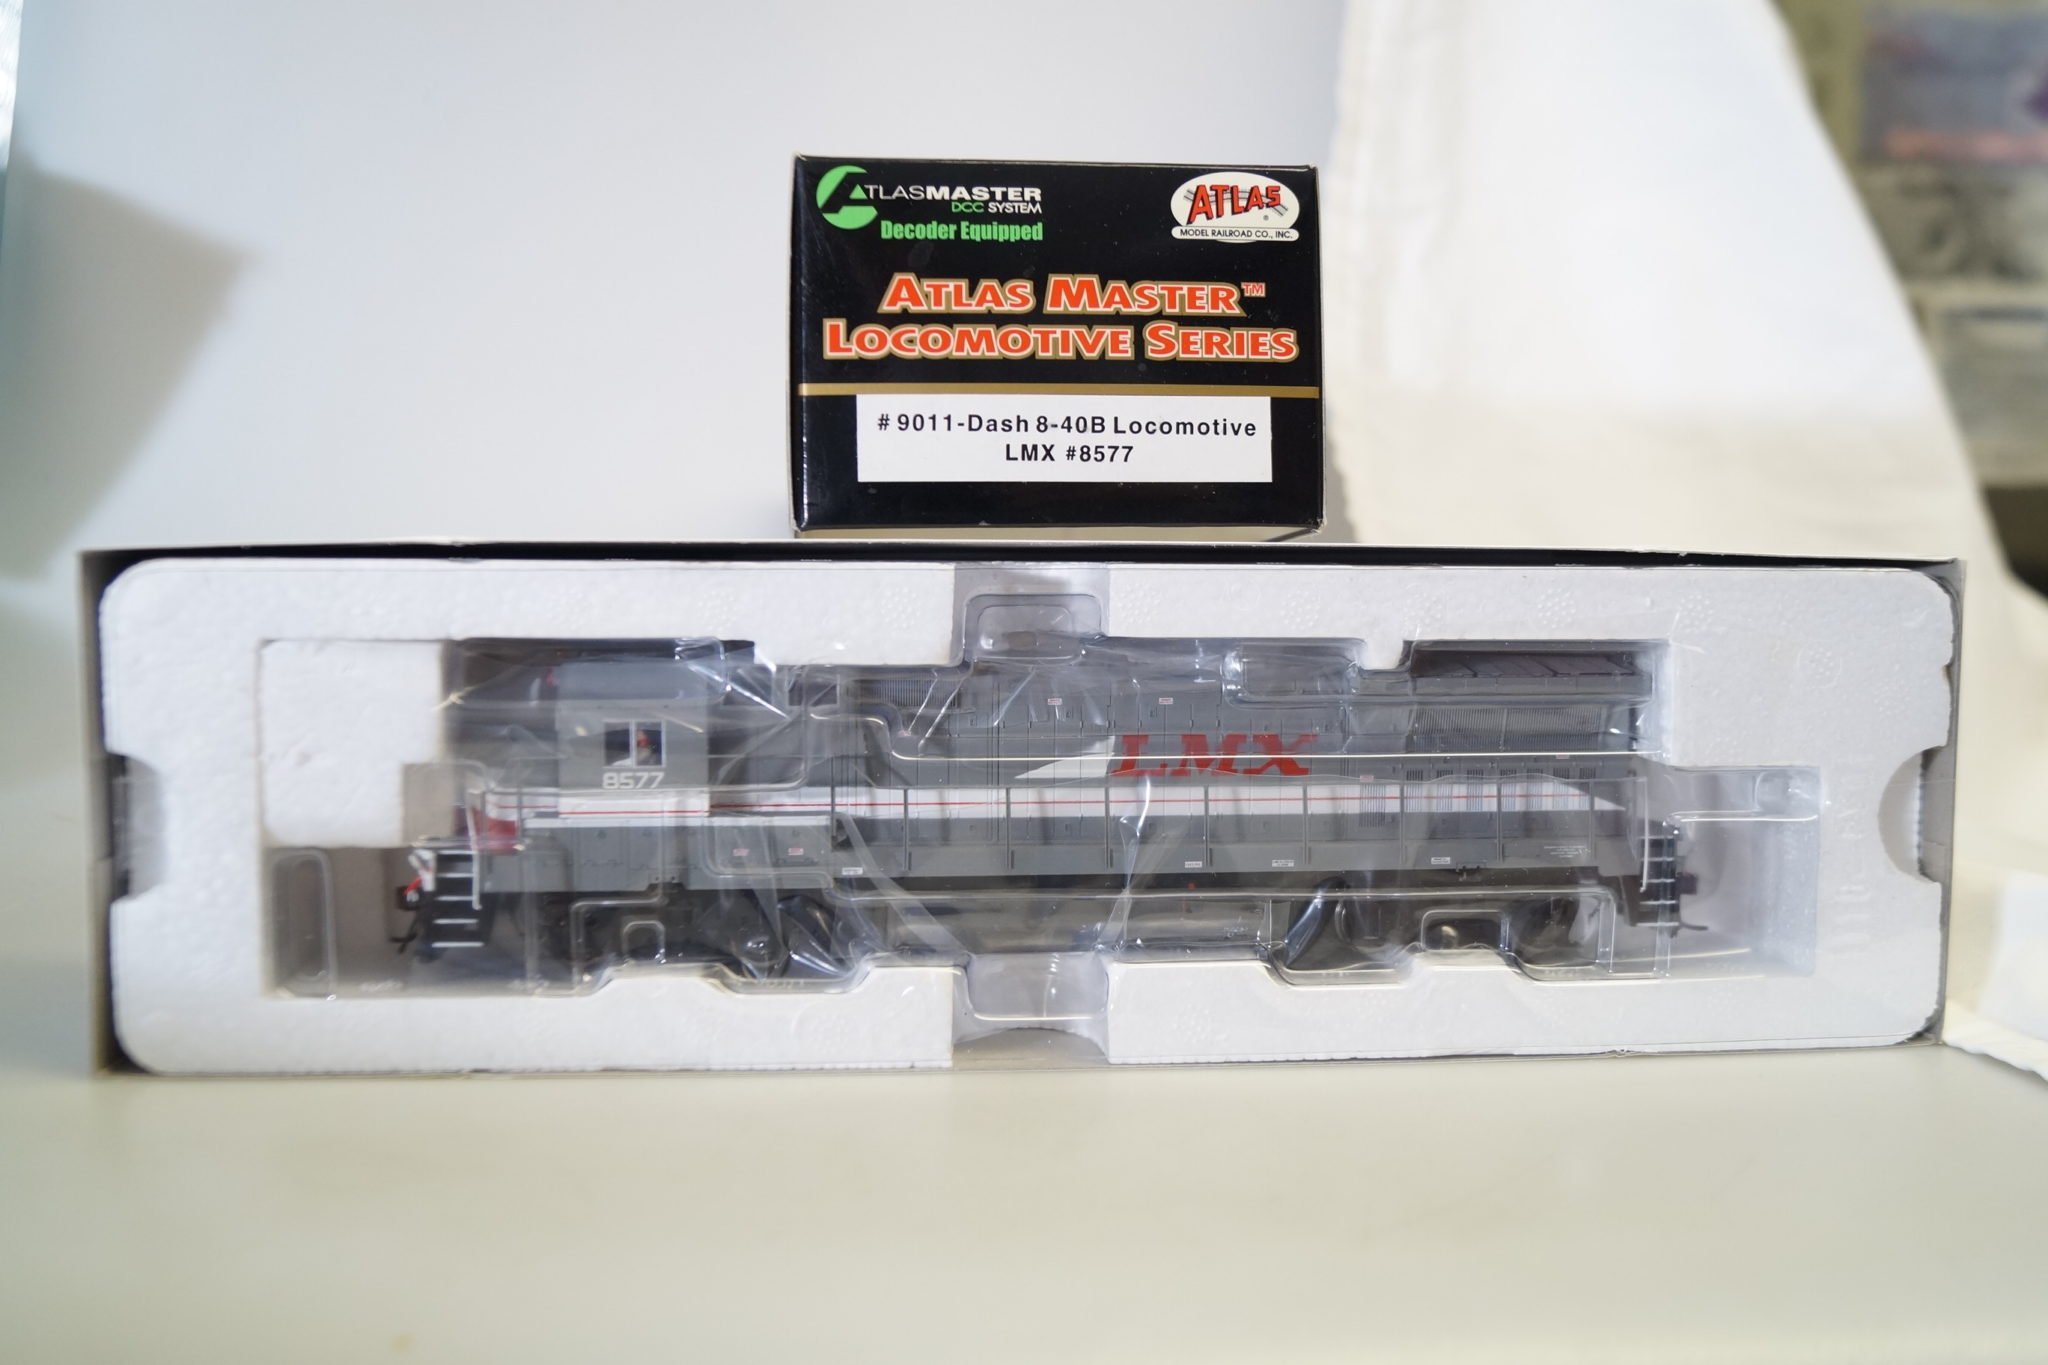 ATLASMASTER
DCC SYSTEM
Decoder Equipped
ATLAS®
MODEL RAILROAD CO., INC.
ATLAS MASTER™
LOCOMOTIVE SERIES
# 9011-Dash 8-40B Locomotive
LMX #8577
LMX
8577